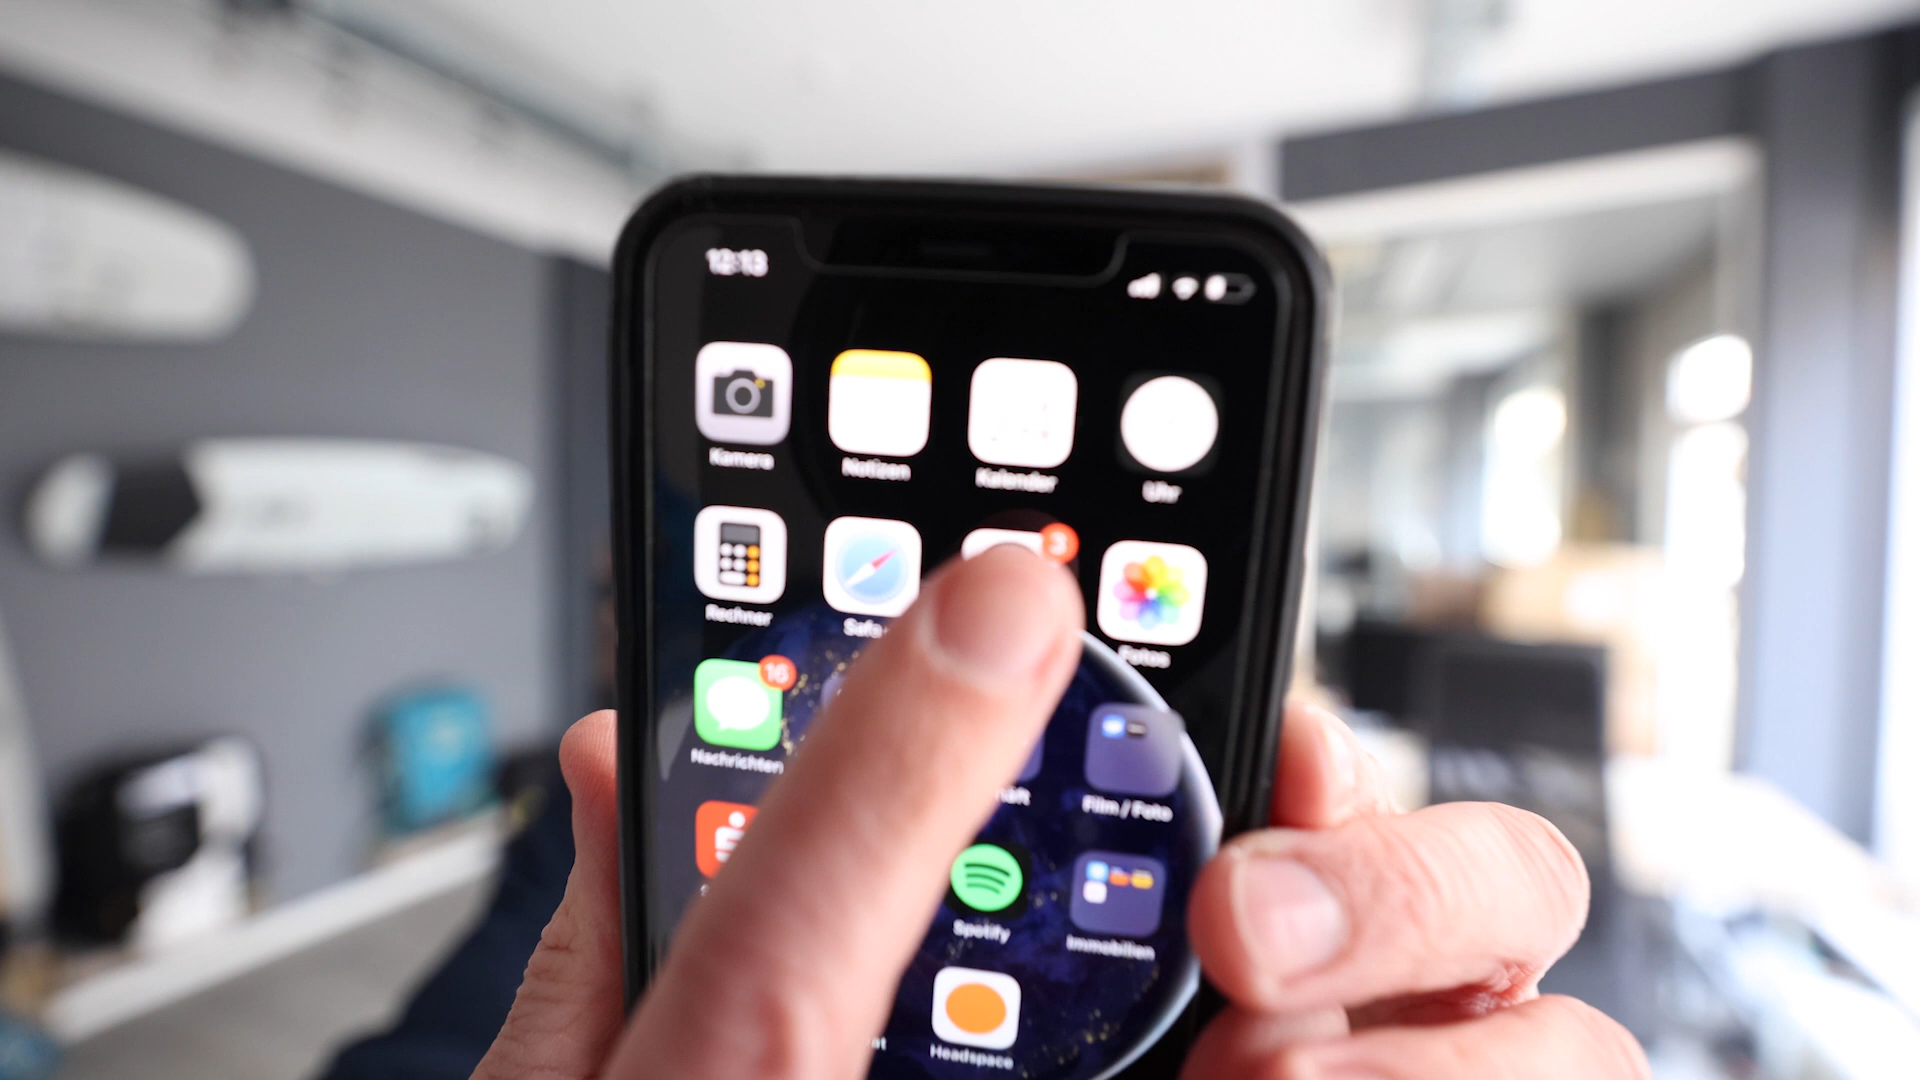 12:13
Kamera
Notizen
Kalender
Uhr
3
Rechner
Fotos
16
Nachrichten
Film / Foto
Spotify
Immobilien
Headspace